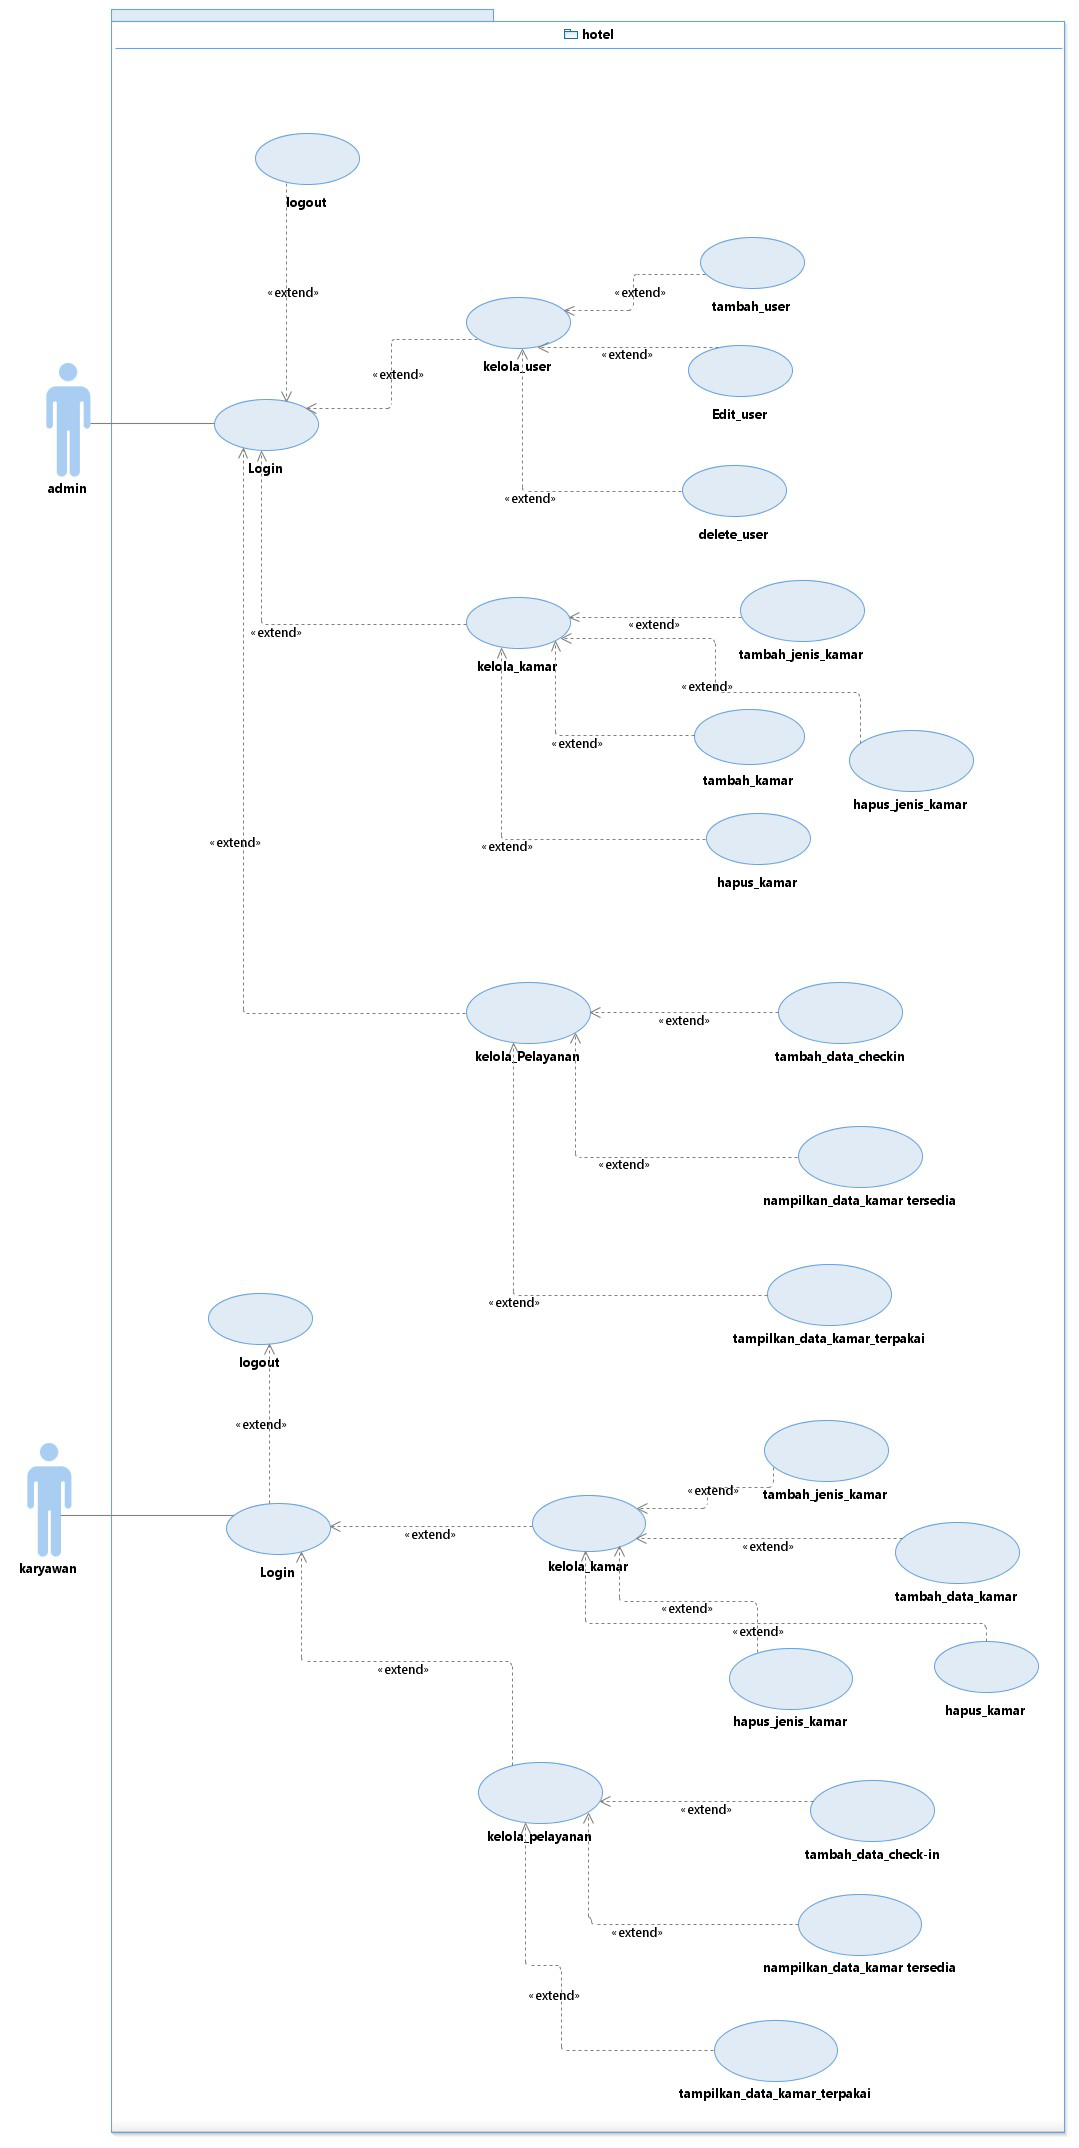 hotel
logout
«extend»
tambah_user
«extend»
kelola_user
«extend»
Edit_user
«extend»
Login
admin
delete_user
«extend»
tambah_jenis_kamar
«extend»
«extend»
kelola_kamar
«extend»
tambah_kamar
«extend»
hapus_jenis_kamar
hapus_kamar
«extend»
«extend»
kelola_Pelayanan
«extend»
tambah_data_checkin
«extend»
nampilkan_data_kamar tersedia
«extend»
tampilkan_data_kamar_terpakai
logout
«extend»
karyawan
Login
«extend»
kelola_kamar
«extend»
tambah_jenis_kamar
«extend»
tambah_data_kamar
«extend»
«extend»
hapus_jenis_kamar
hapus_kamar
«extend»
kelola_pelayanan
«extend»
tambah_data_check-in
«extend»
nampilkan_data_kamar tersedia
«extend»
tampilkan_data_kamar_terpakai